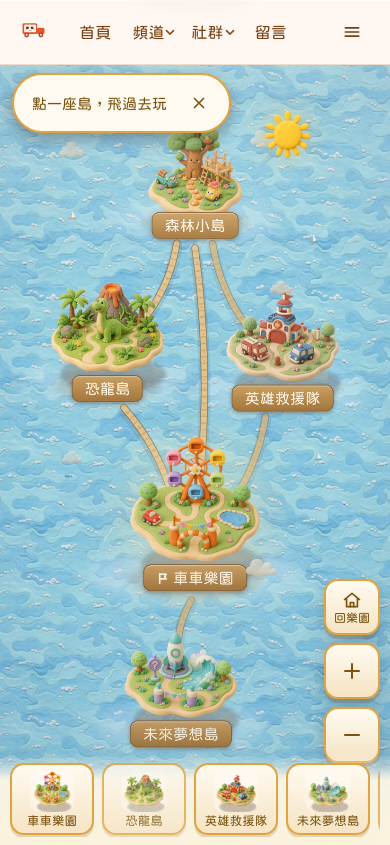 首頁 頻道 社群 留言
點一座島，飛過去玩
森林小島
恐龍島
英雄救援隊
車車樂園
回樂園
未來夢想島
車車樂園 恐龍島 英雄救援隊 未來夢想島